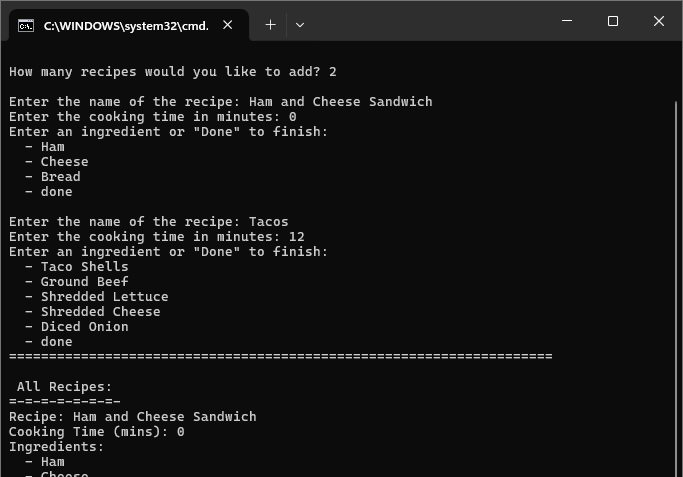 C:\WINDOWS\system32\cmd.
How many recipes would you like to add? 2
Enter the name of the recipe: Ham and Cheese Sandwich
Enter the cooking time in minutes: 0
Enter an ingredient or "Done" to finish:
  - Ham
  - Cheese
  - Bread
  - done
Enter the name of the recipe: Tacos
Enter the cooking time in minutes: 12
Enter an ingredient or "Done" to finish:
  - Taco Shells
  - Ground Beef
  - Shredded Lettuce
  - Shredded Cheese
  - Diced Onion
  - done
====================================================================
 All Recipes:
=-=-=-=-=-=-=-
Recipe: Ham and Cheese Sandwich
Cooking Time (mins): 0
Ingredients:
  - Ham
  - Cheese